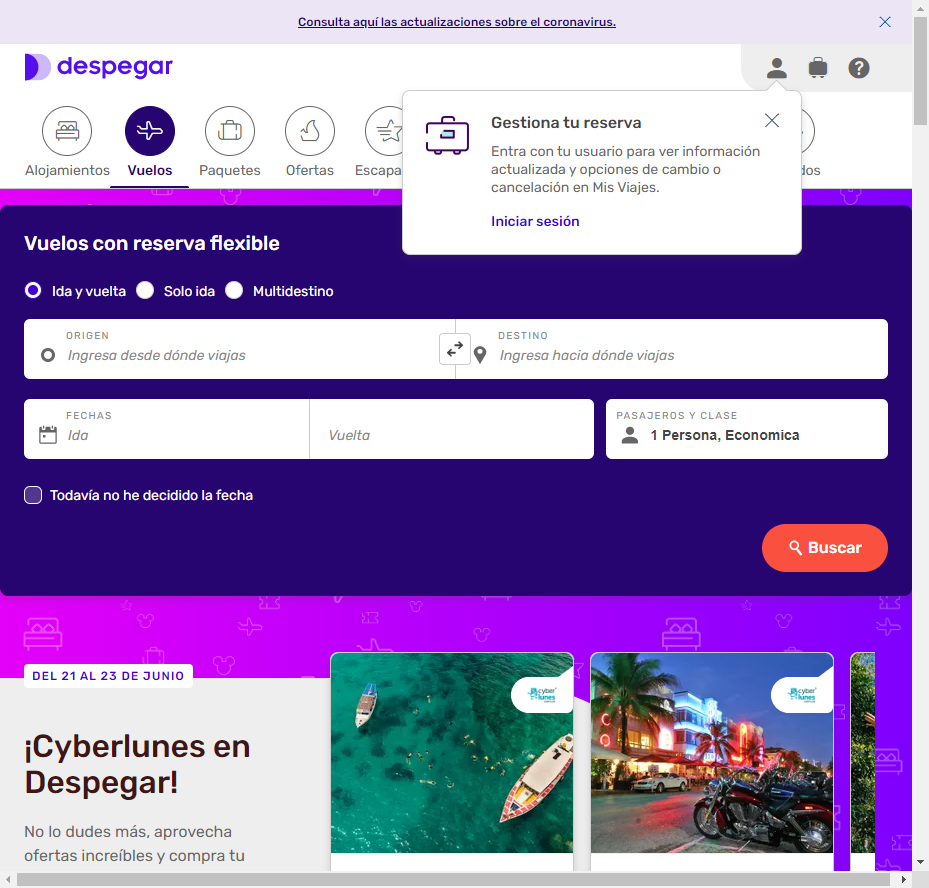 Consulta aquí las actualizaciones sobre el coronavirus.
despegar
Gestiona tu reserva
Entra con tu usuario para ver información
actualizada y opciones de cambio o
cancelación en Mis Viajes.
Iniciar sesión
Alojamientos
Vuelos
Paquetes
Ofertas
Escapa
dos
Vuelos con reserva flexible
Ida y vuelta
Solo ida
Multidestino
ORIGEN
Ingresa desde dónde viajas
DESTINO
Ingresa hacia dónde viajas
FECHAS
Ida
Vuelta
PASAJEROS Y CLASE
1 Persona, Economica
Todavía no he decidido la fecha
Buscar
DEL 21 AL 23 DE JUNIO
¡Cyberlunes en
Despegar!
No lo dudes más, aprovecha
ofertas increíbles y compra tu
cyber
lunes
cyber
lunes